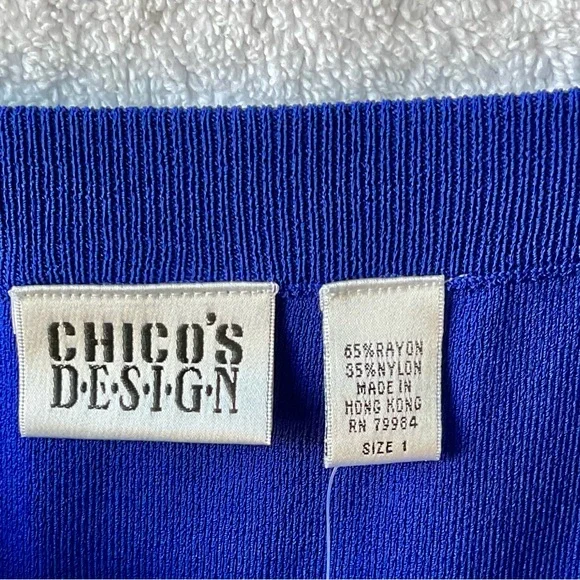 CHICO'S
D·E·S·I·G·N
65%RAYON
35%NYLON
MADE IN
HONG KONG
RN 79984
SIZE 1